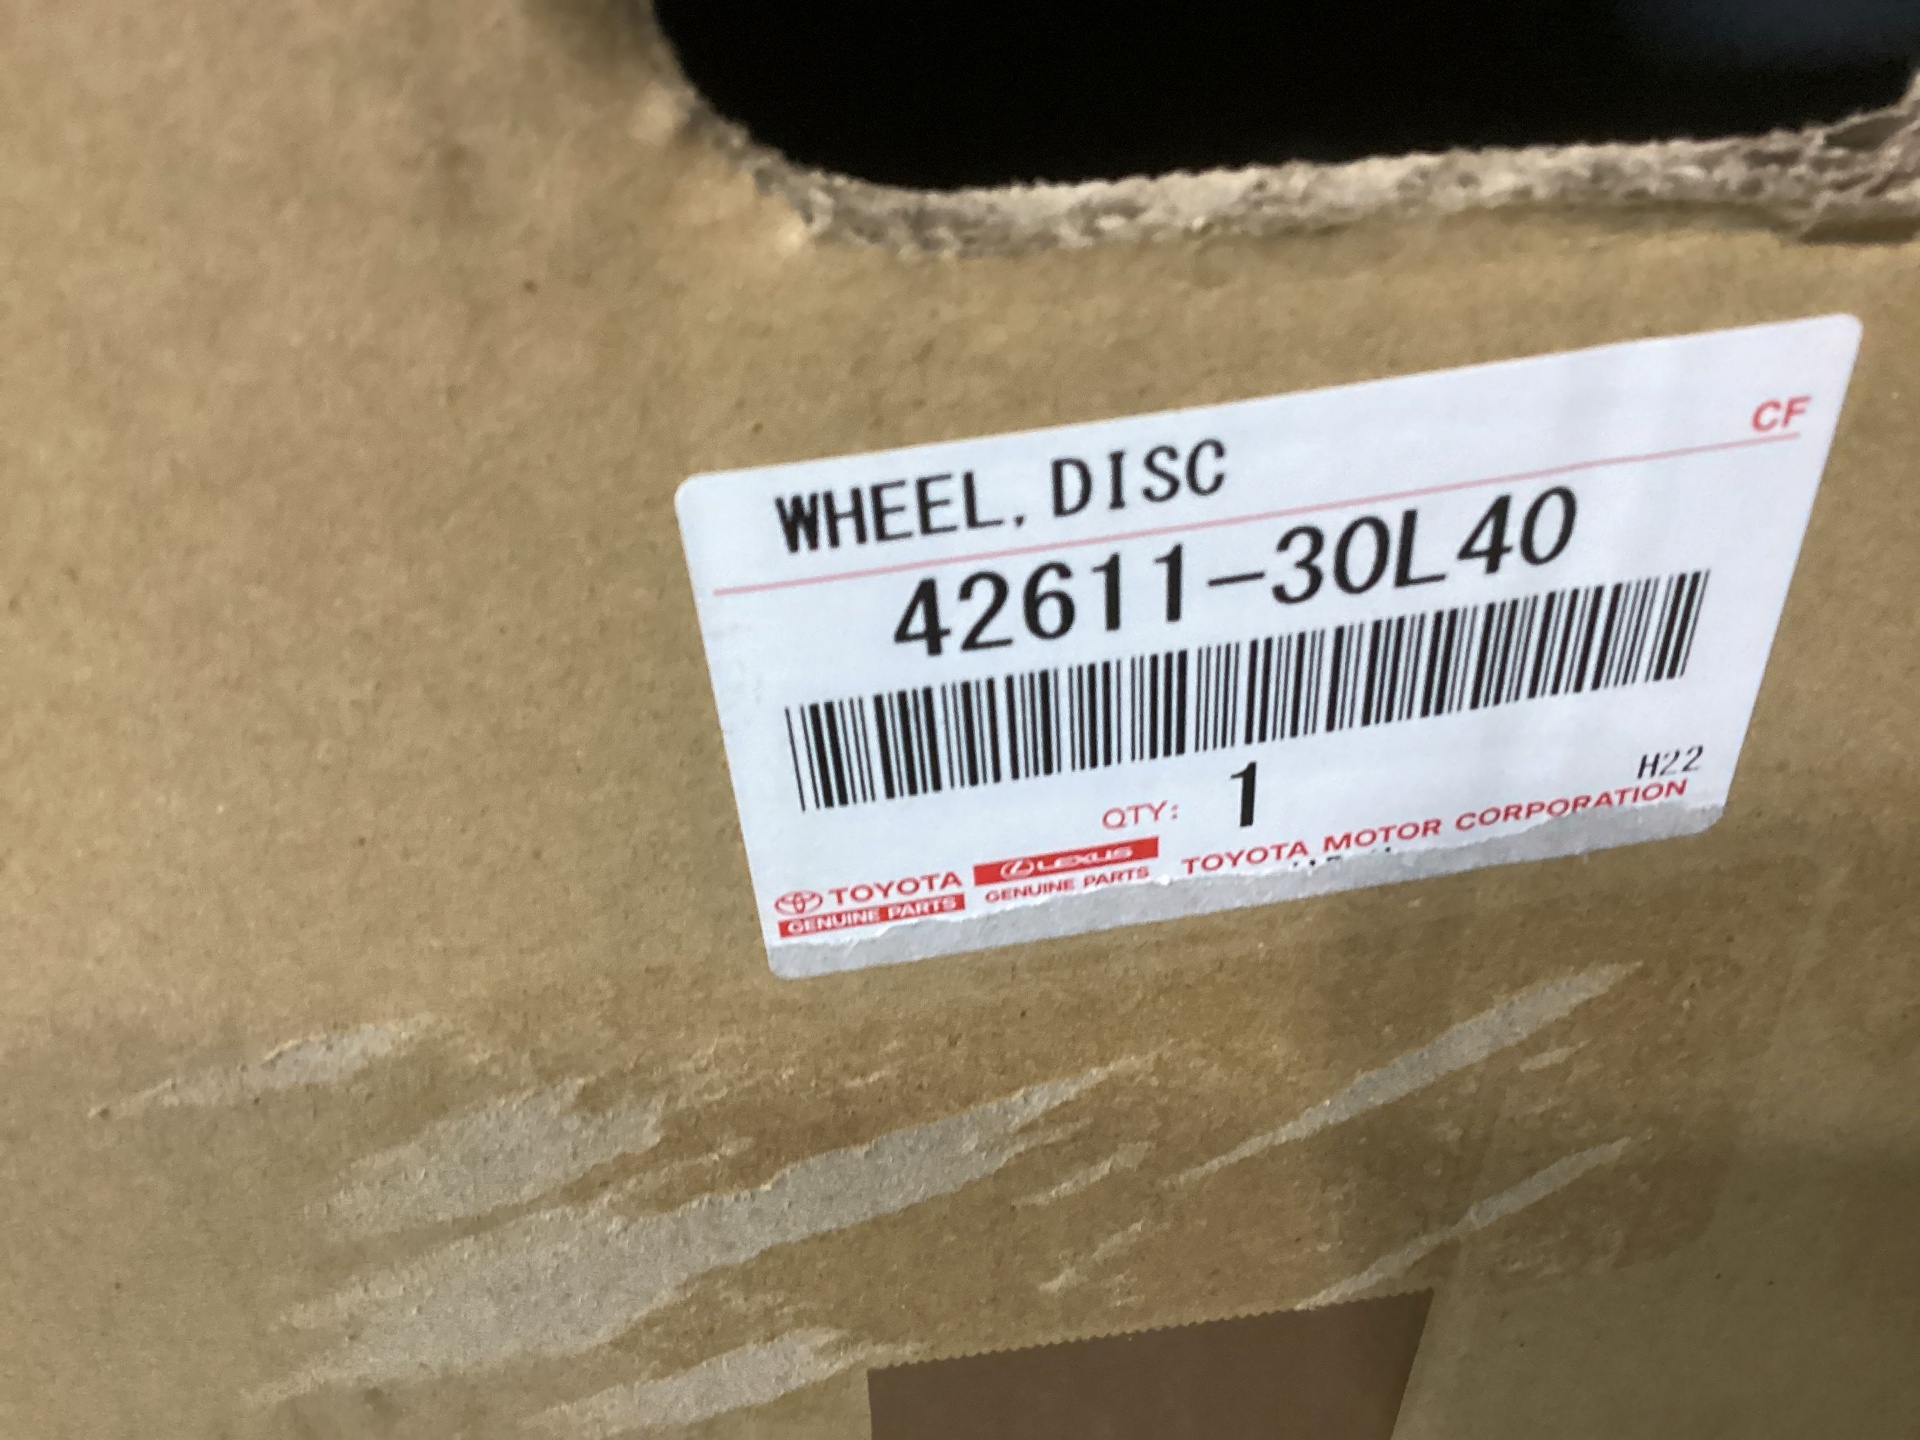 CF
WHEEL, DISC
42611-30L40
QTY: 1
H22
TOYOTA
GENUINE PARTS
LEXUS
GENUINE PARTS
TOYOTA MOTOR CORPORATION